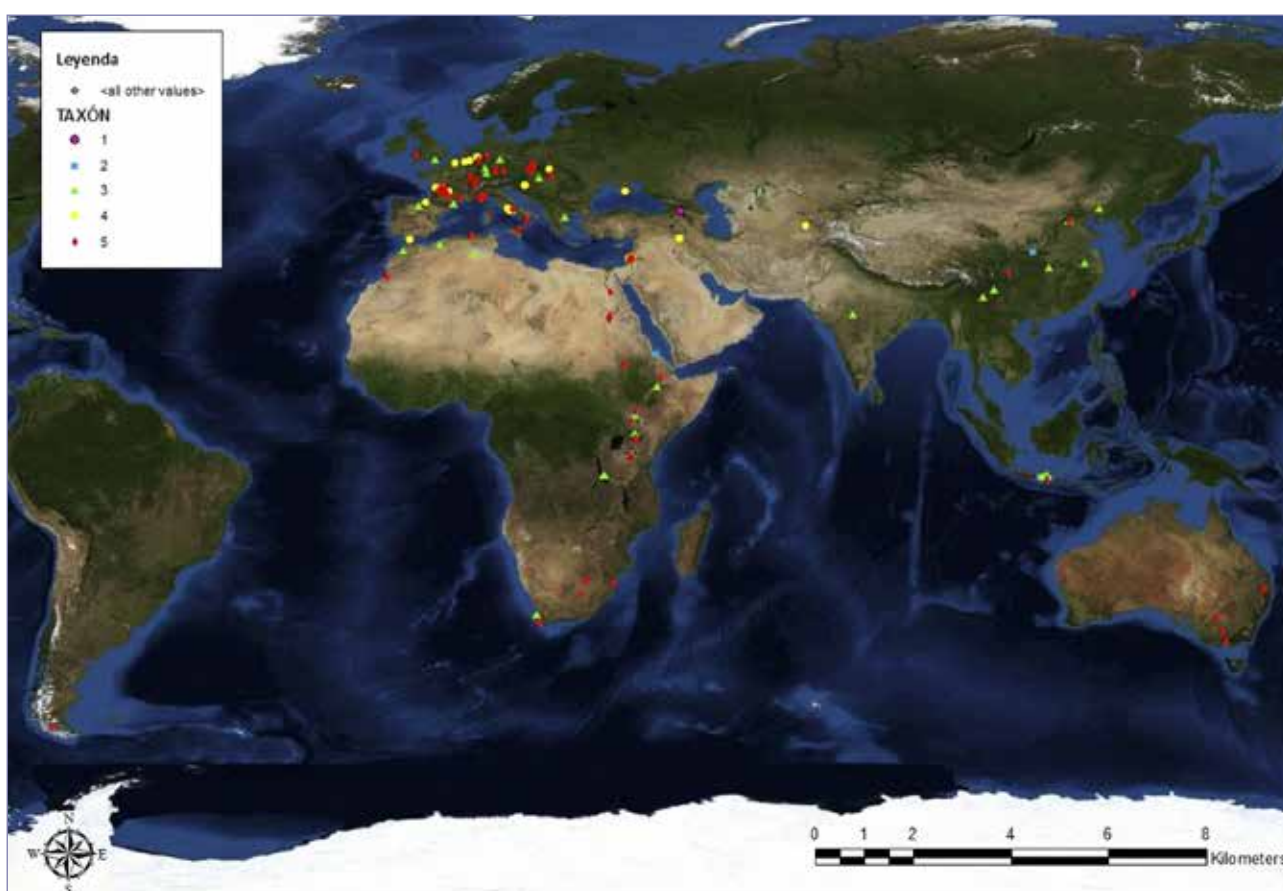 Leyenda
<all other values>
TAXÓN
1
2
3
4
5
N
W E
S
0 1 2 4 6 8
Kilometers